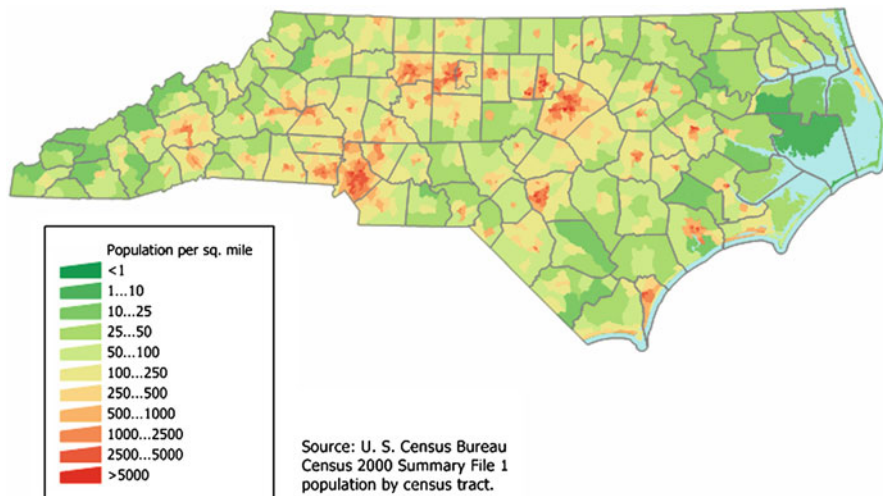 Population per sq. mile
<1
1...10
10...25
25...50
50...100
100...250
250...500
500...1000
1000...2500
2500...5000
>5000
Source: U. S. Census Bureau
Census 2000 Summary File 1
population by census tract.